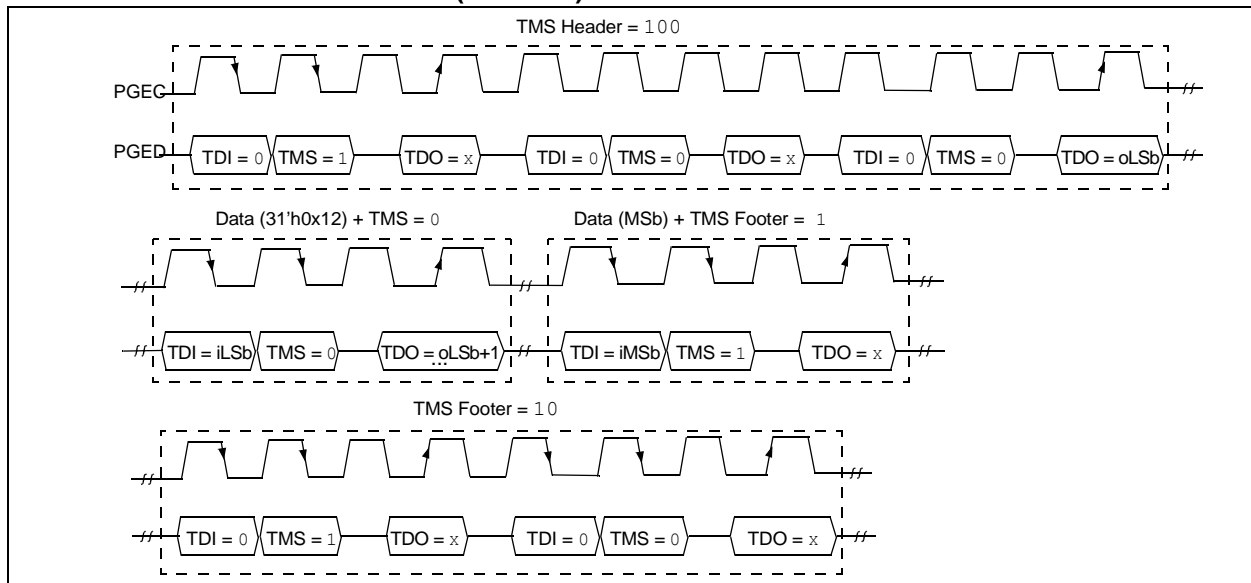 TMS Header = 100
PGEC
PGED
TDI = 0 TMS = 1 TDO = x TDI = 0 TMS = 0 TDO = x TDI = 0 TMS = 0 TDO = oLSb
Data (31'h0x12) + TMS = 0 Data (MSb) + TMS Footer = 1
TDI = iLSb TMS = 0 TDO = oLSb+1 TDI = iMSb TMS = 1 TDO = x
...
TMS Footer = 10
TDI = 0 TMS = 1 TDO = x TDI = 0 TMS = 0 TDO = x